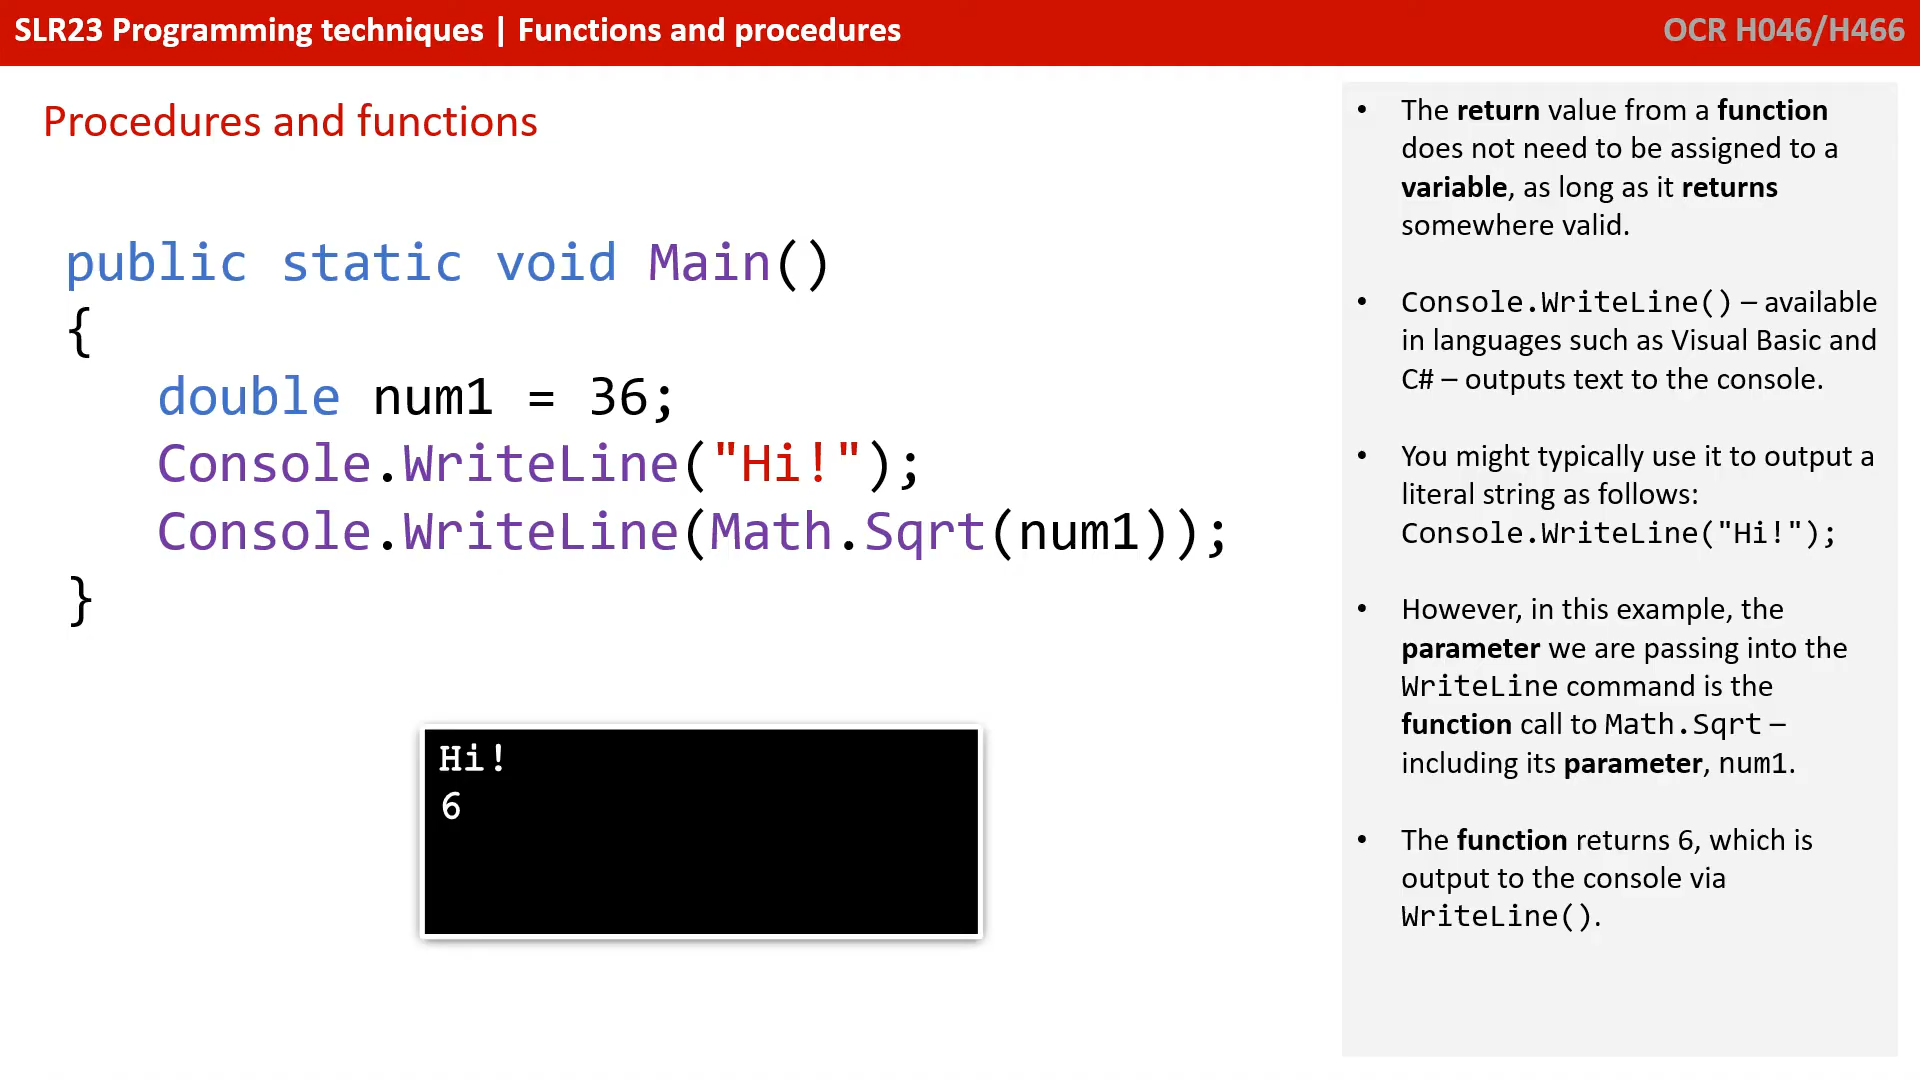 SLR23 Programming techniques | Functions and procedures
OCR H046/H466
Procedures and functions
public static void Main()
{
double num1 = 36;
Console.WriteLine("Hi!");
Console.WriteLine(Math.Sqrt(num1));
}
Hi!
6
• The return value from a function
does not need to be assigned to a
variable, as long as it returns
somewhere valid.
• Console.WriteLine() – available
in languages such as Visual Basic and
C# – outputs text to the console.
• You might typically use it to output a
literal string as follows:
Console.WriteLine("Hi!");
• However, in this example, the
parameter we are passing into the
WriteLine command is the
function call to Math.Sqrt –
including its parameter, num1.
• The function returns 6, which is
output to the console via
WriteLine().